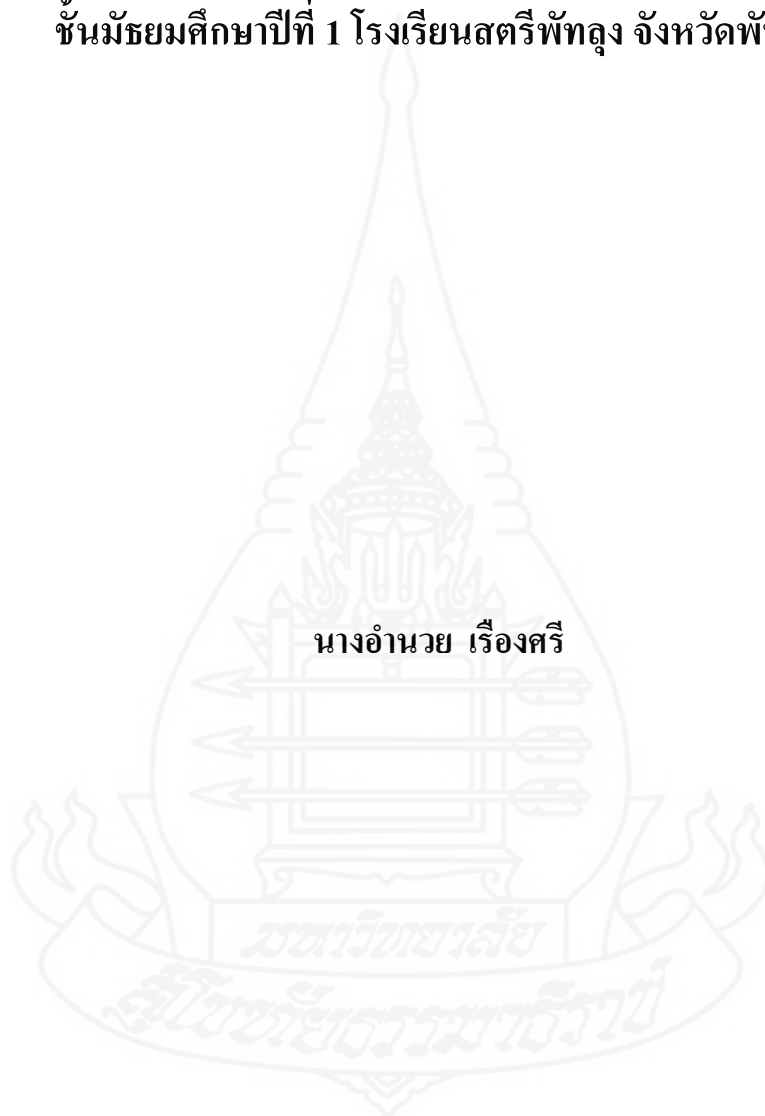 ชั้นมัธยมศึกษาปีที่ 1 โรงเรียนสตรีพัทลุง จังหวัด
นางอำนวย เรืองศรี
มหาวิทยาลัย
สุโขทัยธรรมาธิราช